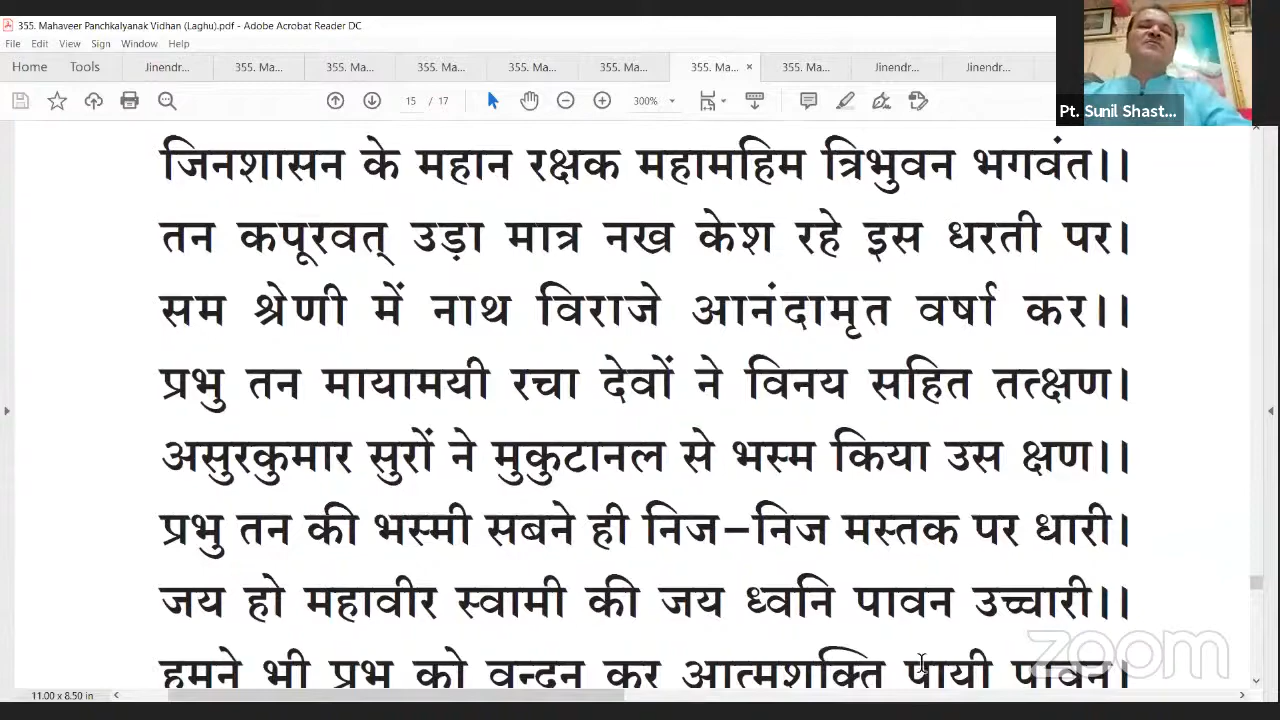 355. Mahaveer Panchkalyanak Vidhan (Laghu).pdf - Adobe Acrobat Reader DC
File Edit View Sign Window Help
Home Tools Jinendr... 355. Ma... 355. Ma... 355. Ma... 355. Ma... 355. Ma... 355. Ma... × 355. Ma... Jinendr... Jinendr...
15 / 17 300%
Pt. Sunil Shast...
जिनशासन के महान रक्षक महामहिम त्रिभुवन भगवंत।।
तन कपूरवत् उड़ा मात्र नख केश रहे इस धरती पर।
सम श्रेणी में नाथ विराजे आनंदामृत वर्षा कर।।
प्रभु तन मायामयी रचा देवों ने विनय सहित तत्क्षण।
असुरकुमार सुरों ने मुकुटानल से भस्म किया उस क्षण।।
प्रभु तन की भस्मी सबने ही निज-निज मस्तक पर धारी।
जय हो महावीर स्वामी की जय ध्वनि पावन उच्चारी।।
हमने भी प्रभु को वन्दन कर आत्मशक्ति पायी पावन।
zoom
11.00 x 8.50 in